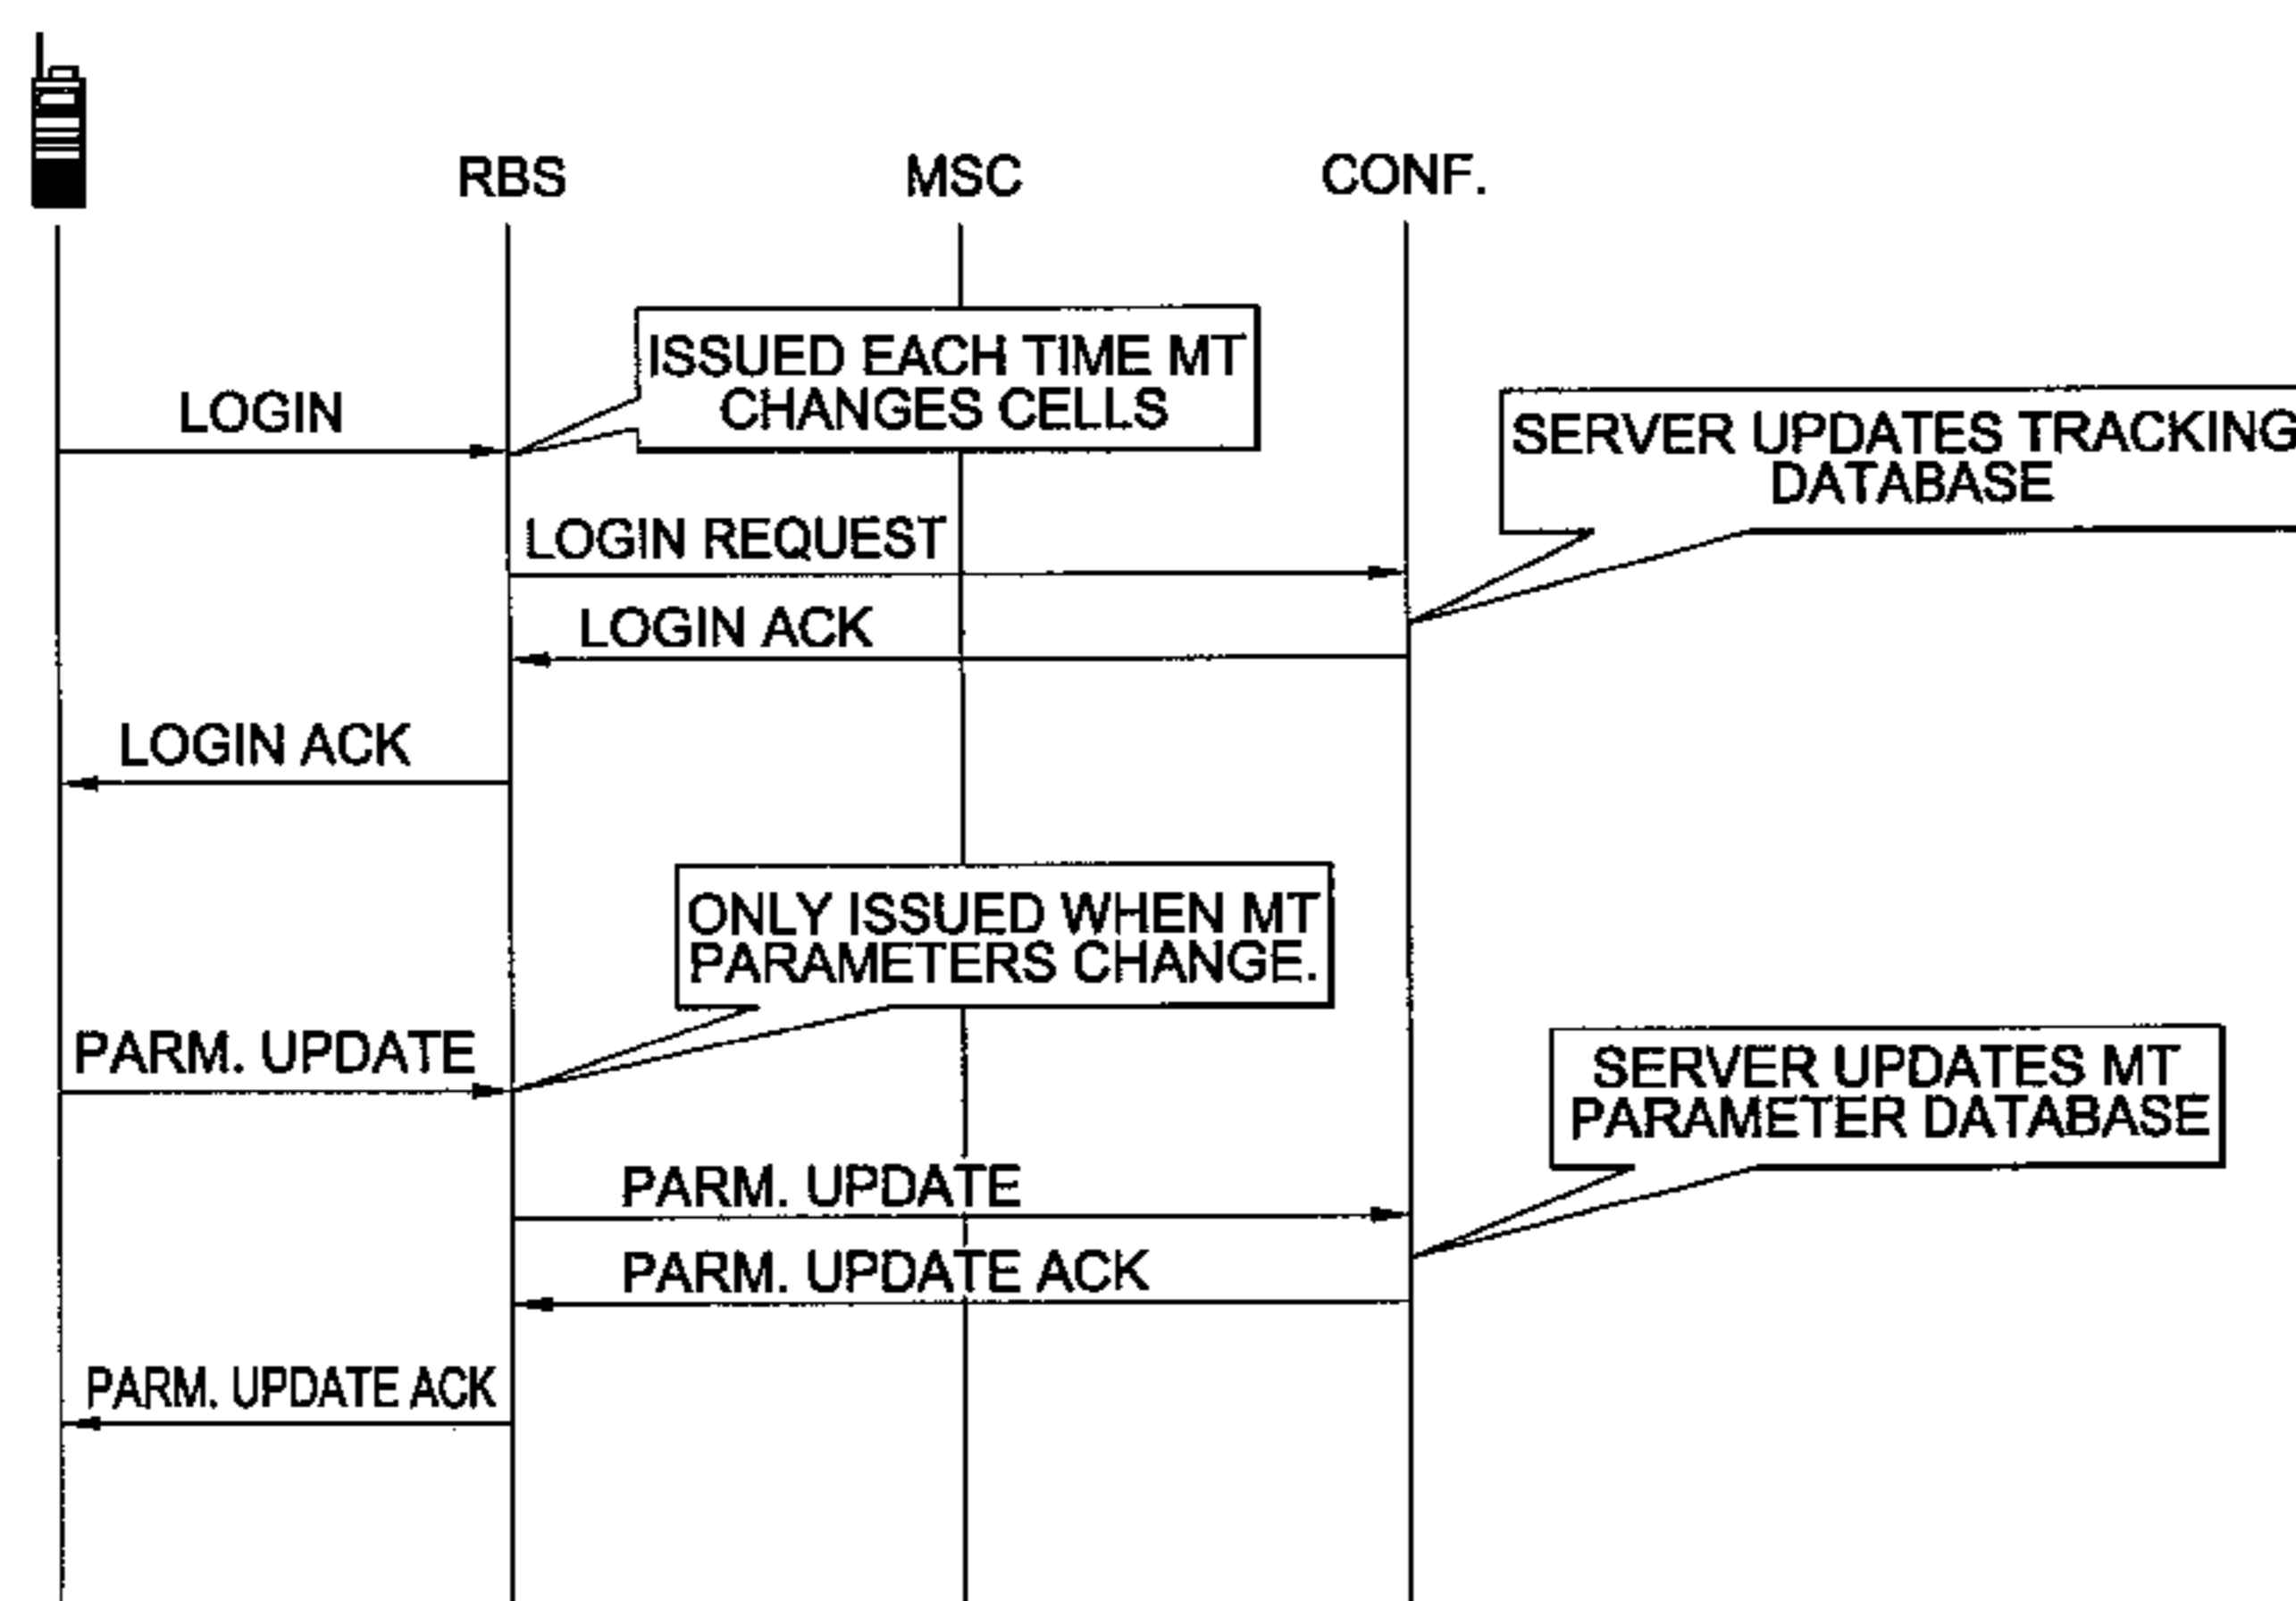 RBS
MSC
CONF.
ISSUED EACH TIME MT
CHANGES CELLS
LOGIN
SERVER UPDATES TRACKING
DATABASE
LOGIN REQUEST
LOGIN ACK
LOGIN ACK
ONLY ISSUED WHEN MT
PARAMETERS CHANGE.
PARM. UPDATE
SERVER UPDATES MT
PARAMETER DATABASE
PARM. UPDATE
PARM. UPDATE ACK
PARM. UPDATE ACK